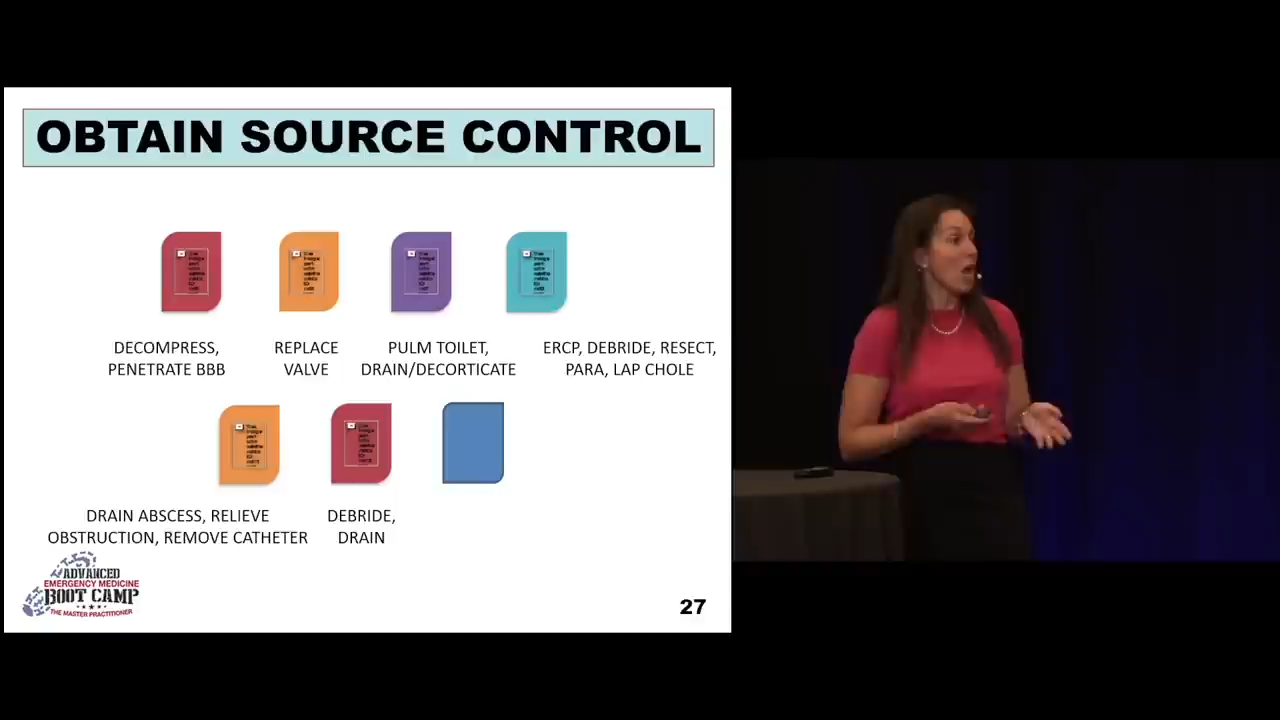 OBTAIN SOURCE CONTROL
DECOMPRESS,
PENETRATE BBB
REPLACE
VALVE
PULM TOILET,
DRAIN/DECORTICATE
ERCP, DEBRIDE, RESECT,
PARA, LAP CHOLE
DRAIN ABSCESS, RELIEVE
OBSTRUCTION, REMOVE CATHETER
DEBRIDE,
DRAIN
ADVANCED
EMERGENCY MEDICINE
BOOT CAMP
THE MASTER PRACTITIONER
27